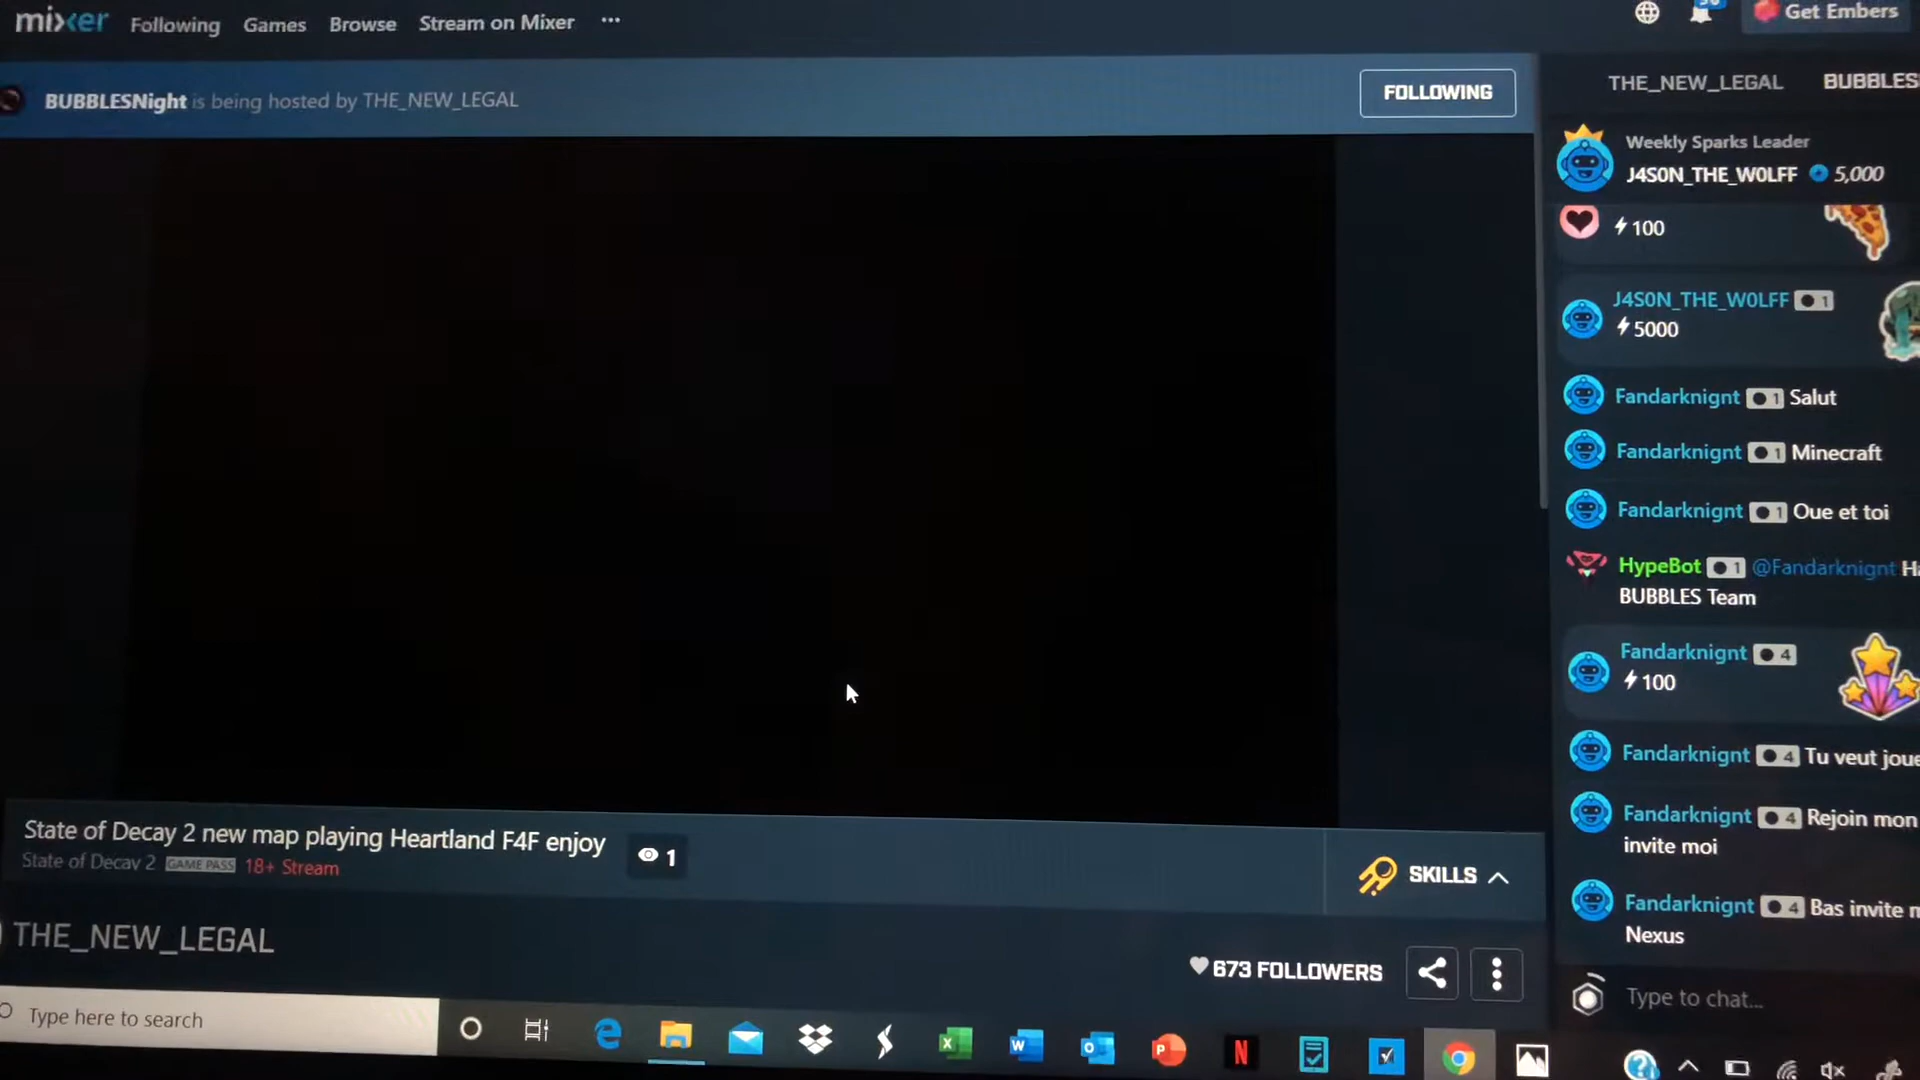 mixer Following Games Browse Stream on Mixer ••• Get Embers
BUBBLESNight is being hosted by THE_NEW_LEGAL
FOLLOWING
THE_NEW_LEGAL BUBBLES
Weekly Sparks Leader
J4S0N_THE_W0LFF 5,000
100
J4S0N_THE_W0LFF 1
5000
Fandarknignt 1 Salut
Fandarknignt 1 Minecraft
Fandarknignt 1 Oue et toi
HypeBot 1 @Fandarknignt
BUBBLES Team
Fandarknignt 4
100
Fandarknignt 4 Tu veut joue
Fandarknignt 4 Rejoin mon
invite moi
Fandarknignt 4 Bas invite
Nexus
Type to chat...
State of Decay 2 new map playing Heartland F4F enjoy
1
State of Decay 2 GAME PASS 18+ Stream
SKILLS
THE_NEW_LEGAL
673 FOLLOWERS
Type here to search